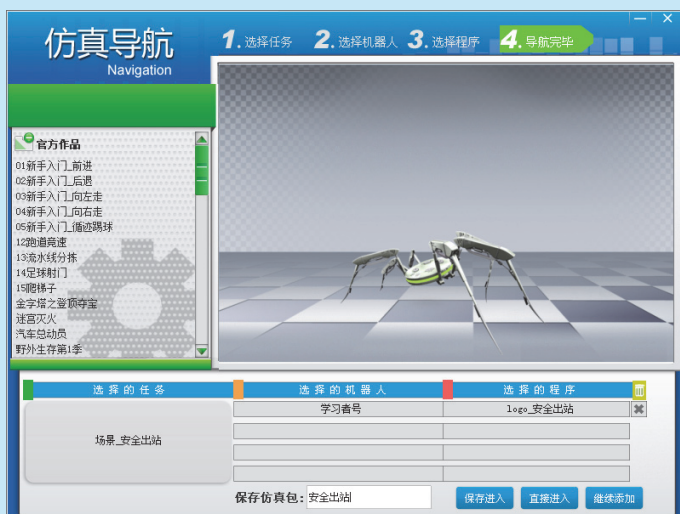 仿真导航
Navigation
1.选择任务 2.选择机器人 3.选择程序 4.导航完毕
官方作品
01新手入门_前进
02新手入门_后退
03新手入门_向左走
04新手入门_向右走
05新手入门_循迹踢球
12跑道竞速
13流水线分拣
14足球射门
15爬梯子
金字塔之登顶夺宝
迷宫灭火
汽车总动员
野外生存第1季
选择的任务 选择的机器人 选择的程序
学习者号 logo_安全出站
场景_安全出站
保存仿真包: 安全出站 保存进入 直接进入 继续添加